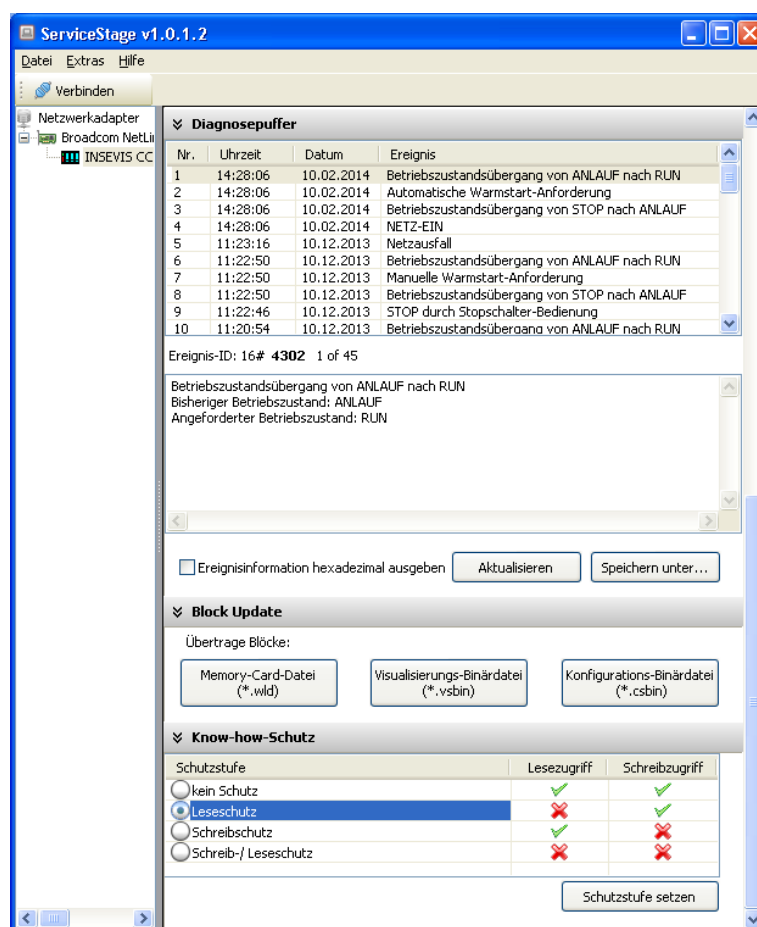 ServiceStage v1.0.1.2
Datei Extras Hilfe
Verbinden
Netzwerkadapter
Broadcom NetLi
INSEVIS CC
Diagnosepuffer
Nr. Uhrzeit Datum Ereignis
1 14:28:06 10.02.2014 Betriebszustandsübergang von ANLAUF nach RUN
2 14:28:06 10.02.2014 Automatische Warmstart-Anforderung
3 14:28:06 10.02.2014 Betriebszustandsübergang von STOP nach ANLAUF
4 14:28:06 10.02.2014 NETZ-EIN
5 11:23:16 10.12.2013 Netzausfall
6 11:22:50 10.12.2013 Betriebszustandsübergang von ANLAUF nach RUN
7 11:22:50 10.12.2013 Manuelle Warmstart-Anforderung
8 11:22:50 10.12.2013 Betriebszustandsübergang von STOP nach ANLAUF
9 11:22:46 10.12.2013 STOP durch Stopschalter-Bedienung
10 11:20:54 10.12.2013 Betriebszustandsübergang von ANLAUF nach RUN
Ereignis-ID: 16# 4302 1 of 45
Betriebszustandsübergang von ANLAUF nach RUN
Bisheriger Betriebszustand: ANLAUF
Angeforderter Betriebszustand: RUN
Ereignisinformation hexadezimal ausgeben Aktualisieren Speichern unter...
Block Update
Übertrage Blöcke:
Memory-Card-Datei
(*.wld)
Visualisierungs-Binärdatei
(*.vsbin)
Konfigurations-Binärdatei
(*.csbin)
Know-how-Schutz
Schutzstufe Lesezugriff Schreibzugriff
kein Schutz
Leseschutz
Schreibschutz
Schreib-/ Leseschutz
Schutzstufe setzen